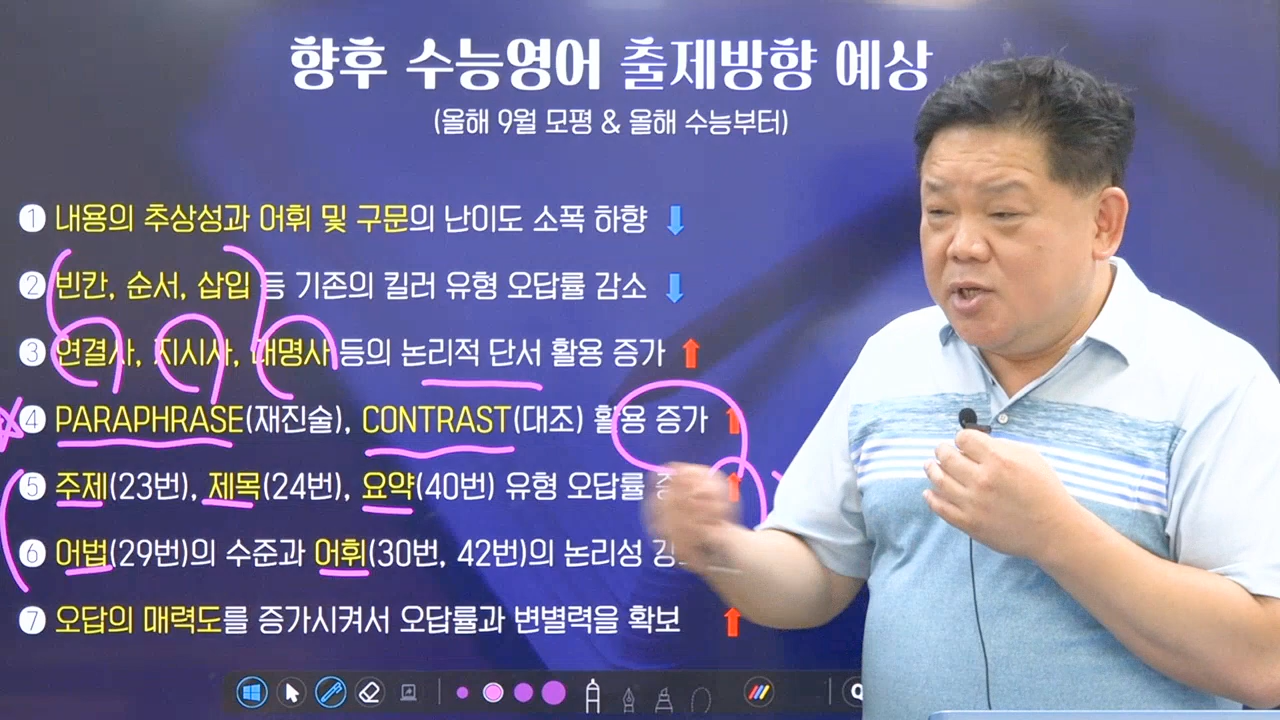 향후 수능영어 출제방향 예상
(올해 9월 모평 & 올해 수능부터)
① 내용의 추상성과 어휘 및 구문의 난이도 소폭 하향
② 빈칸, 순서, 삽입 등 기존의 킬러 유형 오답률 감소
③ 연결사, 지시사, 대명사 등의 논리적 단서 활용 증가
④ PARAPHRASE(재진술), CONTRAST(대조) 활용 증가
⑤ 주제(23번), 제목(24번), 요약(40번) 유형 오답률
⑥ 어법(29번)의 수준과 어휘(30번, 42번)의 논리성
⑦ 오답의 매력도를 증가시켜서 오답률과 변별력을 확보